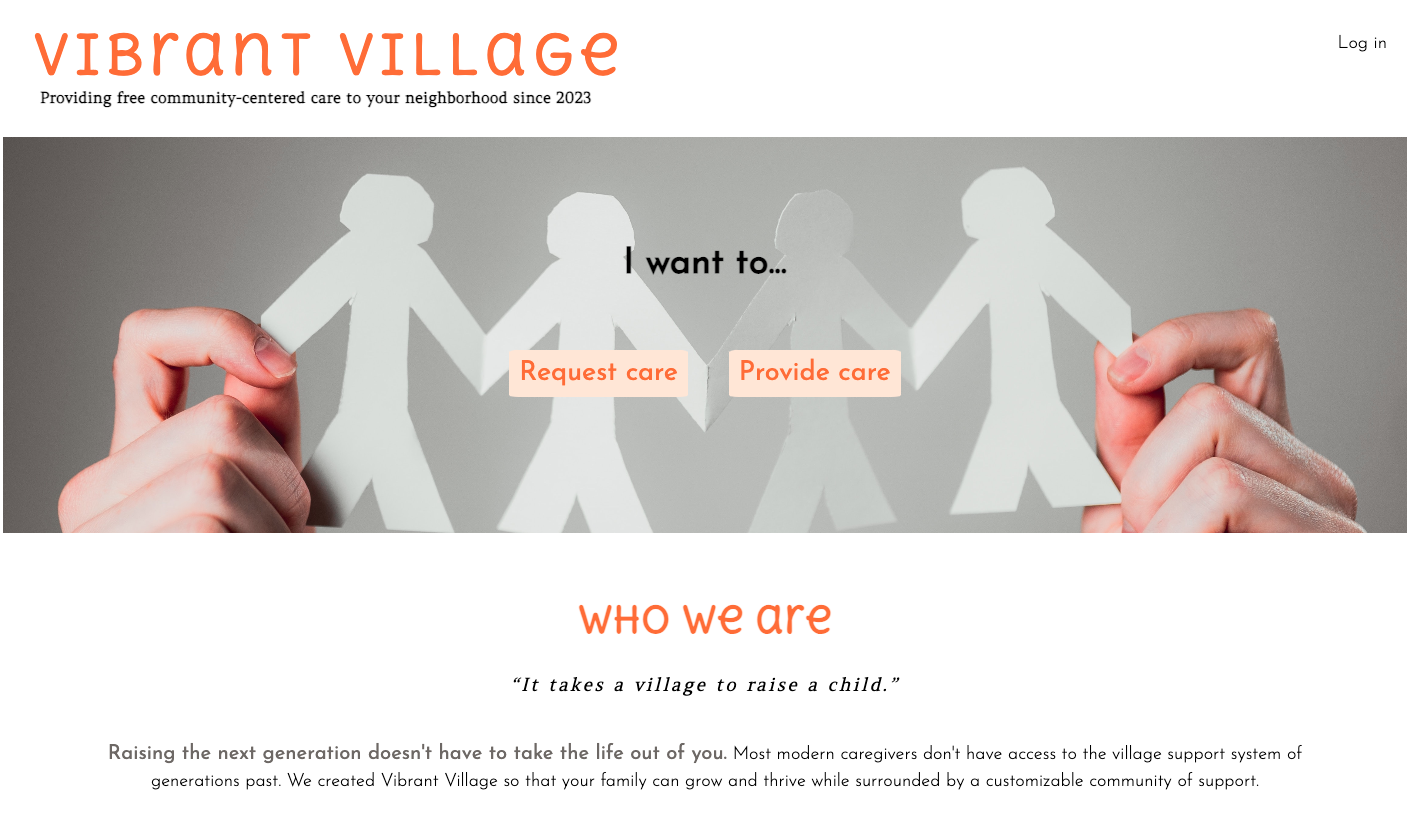 VIBrant VILLage
Log in
Providing free community-centered care to your neighborhood since 2023
I want to...
Request care
Provide care
WHO we are
“It takes a village to raise a child.”
Raising the next generation doesn't have to take the life out of you. Most modern caregivers don't have access to the village support system of
generations past. We created Vibrant Village so that your family can grow and thrive while surrounded by a customizable community of support.